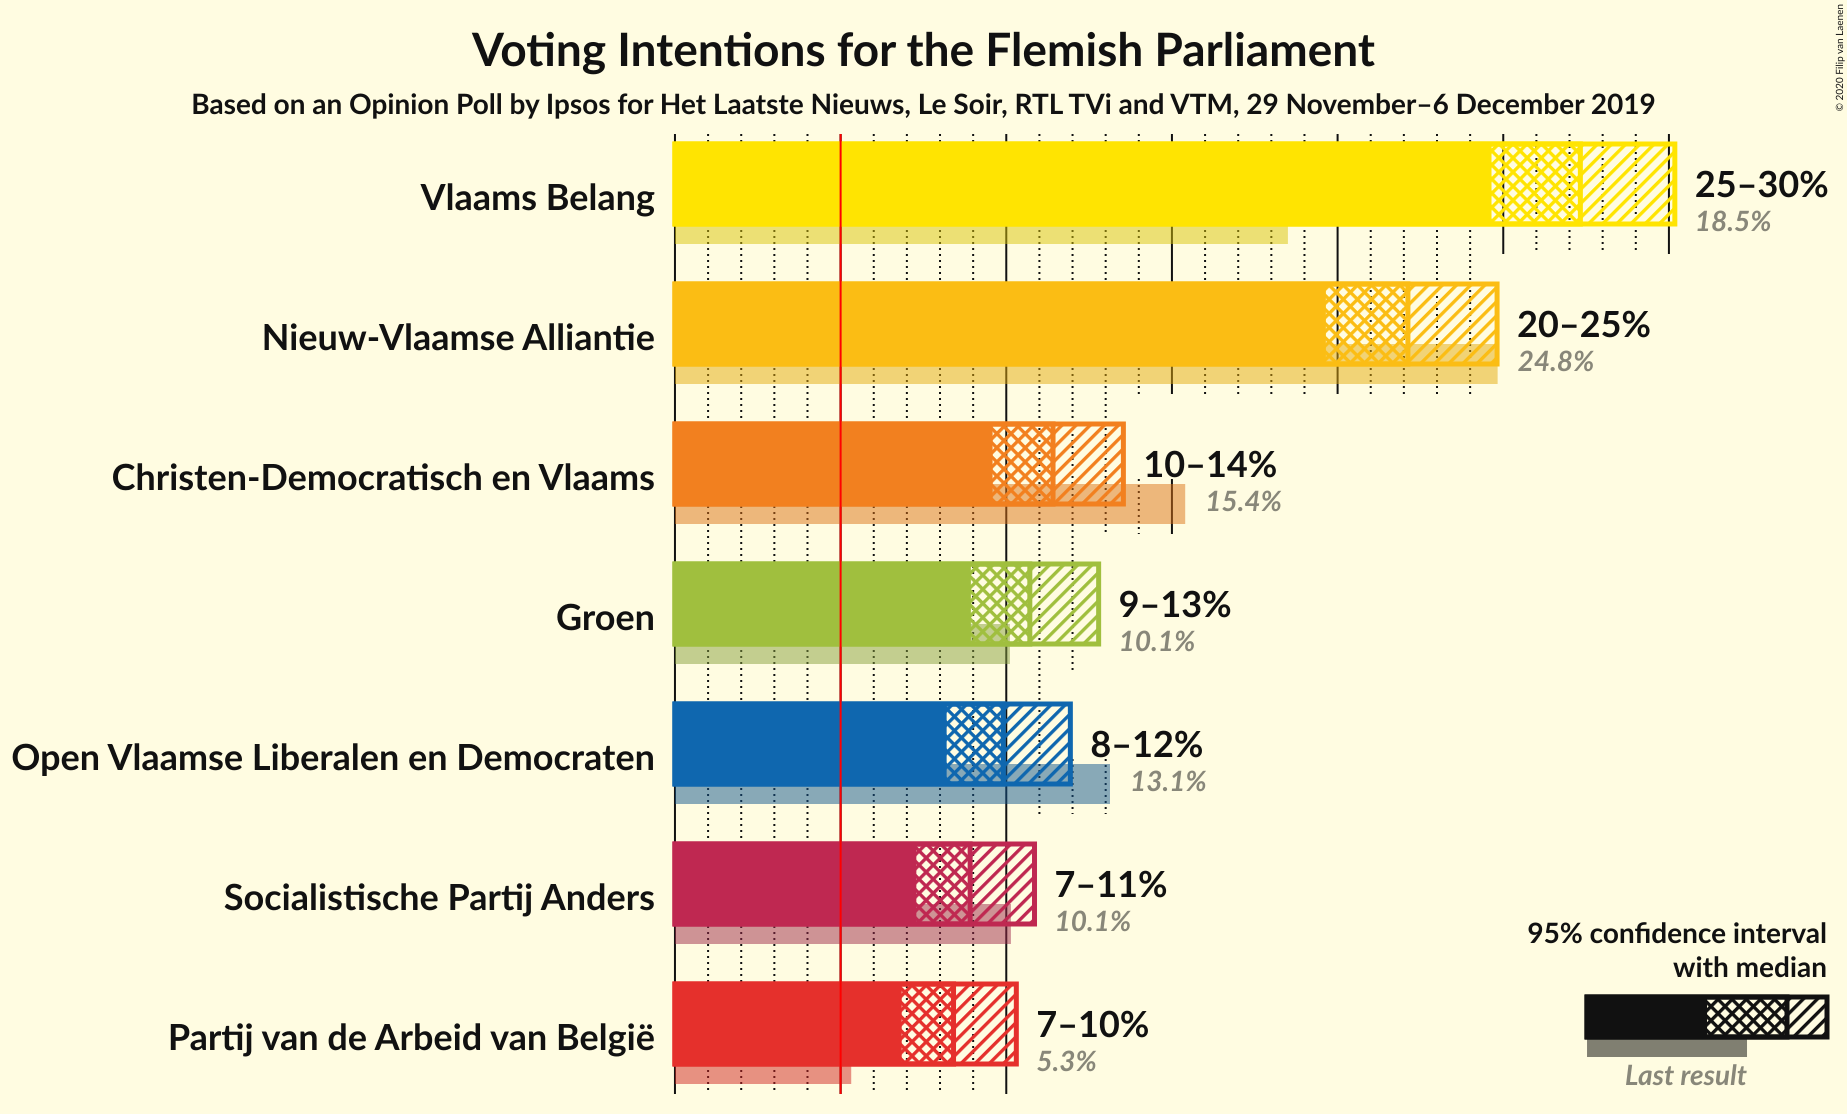 Voting Intentions for the Flemish Parliament
Based on an Opinion Poll by Ipsos for Het Laatste Nieuws, Le Soir, RTL TVi and VTM, 29 November–6 December 2019
© 2020 Filip van Laenen
Vlaams Belang
25–30%
18.5%
Nieuw-Vlaamse Alliantie
20–25%
24.8%
Christen-Democratisch en Vlaams
10–14%
15.4%
Groen
9–13%
10.1%
Open Vlaamse Liberalen en Democraten
8–12%
13.1%
Socialistische Partij Anders
7–11%
10.1%
Partij van de Arbeid van België
7–10%
5.3%
95% confidence interval
with median
Last result